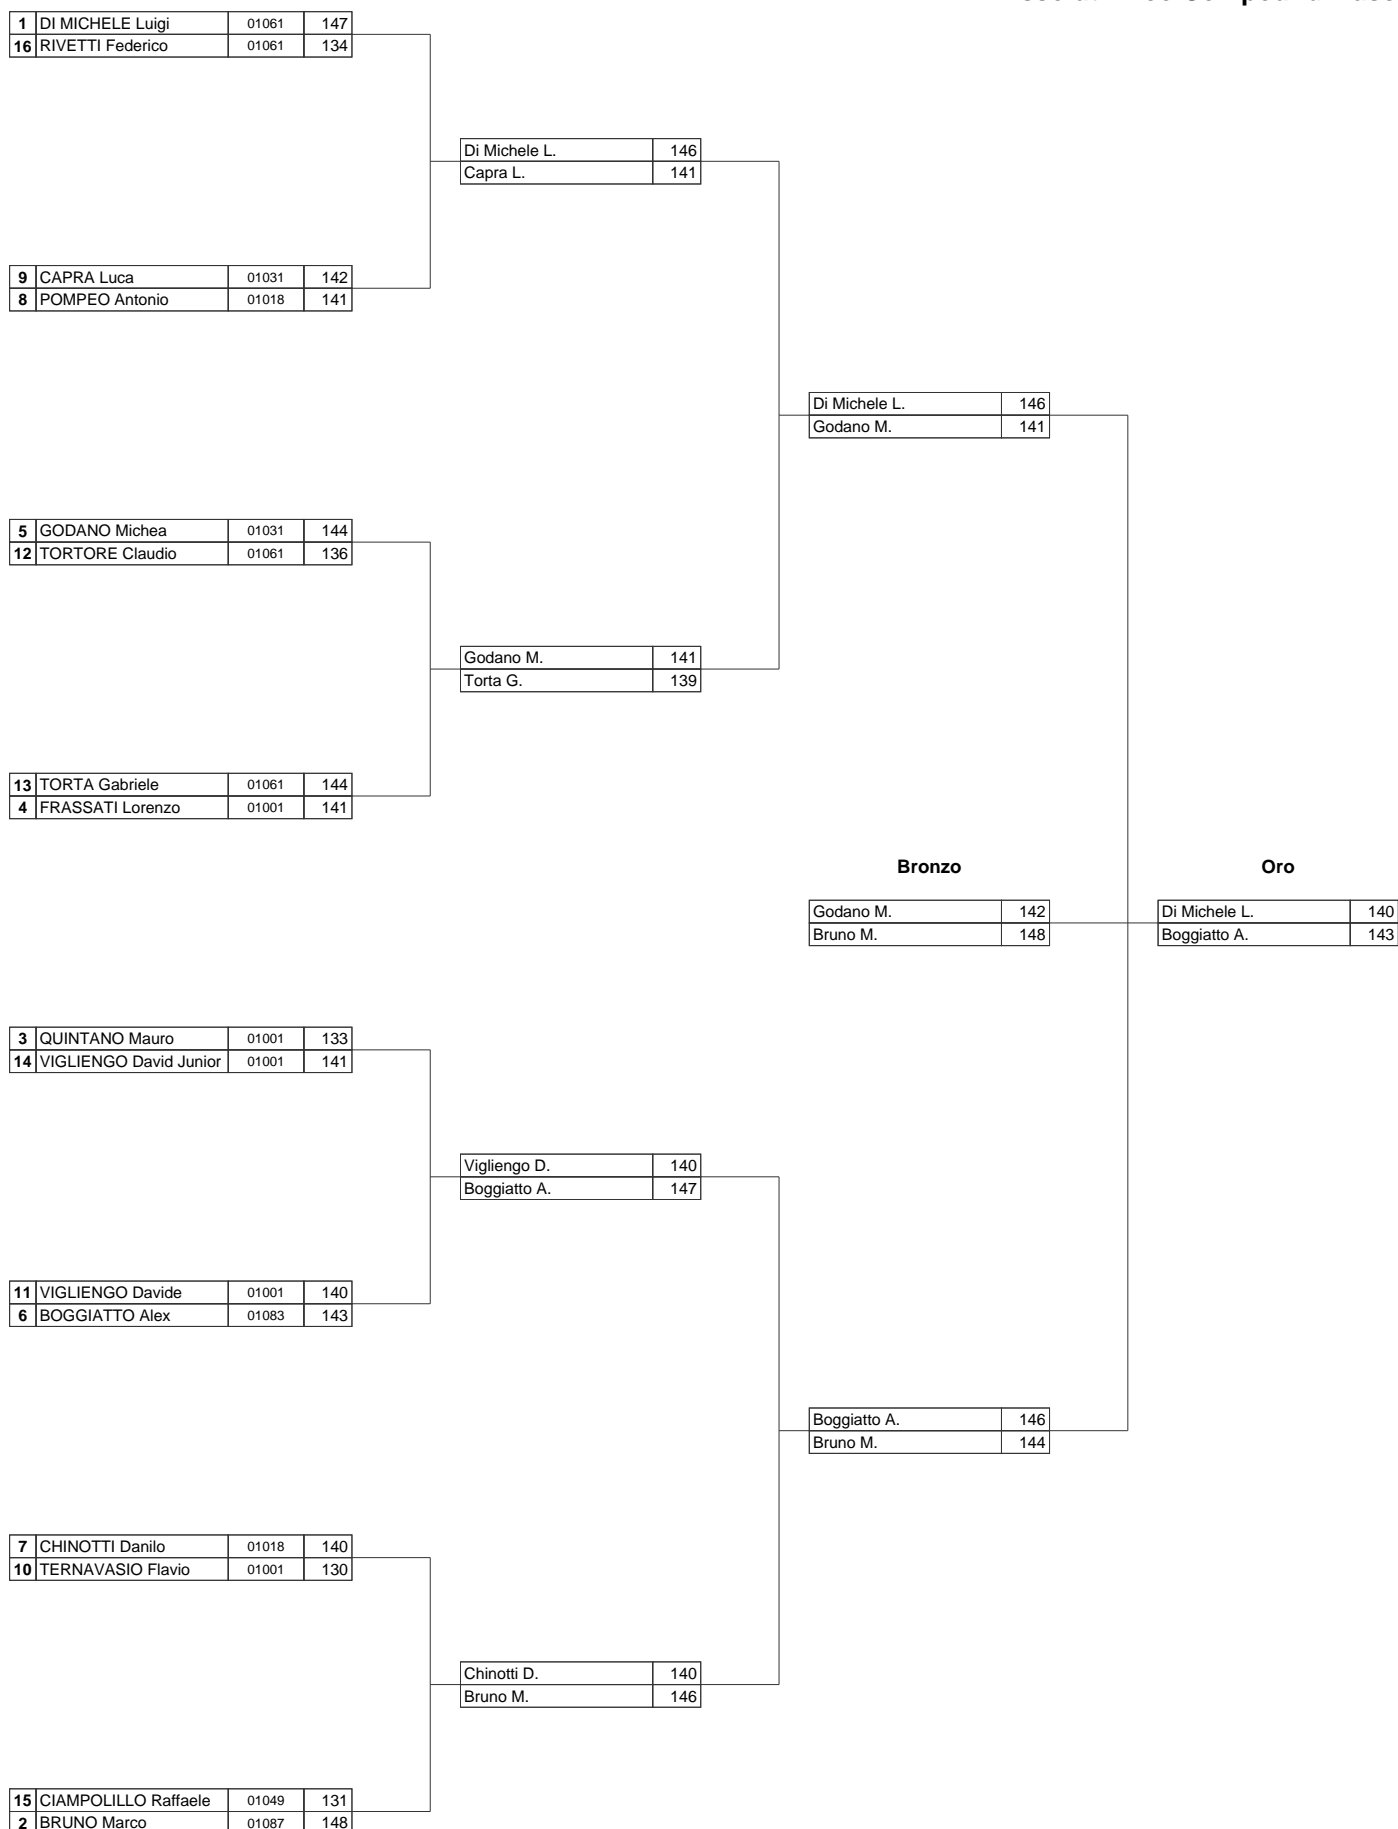 1 DI MICHELE Luigi 01061 147
16 RIVETTI Federico 01061 134
Di Michele L. 146
Capra L. 141
9 CAPRA Luca 01031 142
8 POMPEO Antonio 01018 141
Di Michele L. 146
Godano M. 141
5 GODANO Michea 01031 144
12 TORTORE Claudio 01061 136
Godano M. 141
Torta G. 139
13 TORTA Gabriele 01061 144
4 FRASSATI Lorenzo 01001 141
Bronzo Oro
Godano M. 142 Di Michele L. 140
Bruno M. 148 Boggiatto A. 143
3 QUINTANO Mauro 01001 133
14 VIGLIENGO David Junior 01001 141
Vigliengo D. 140
Boggiatto A. 147
11 VIGLIENGO Davide 01001 140
6 BOGGIATTO Alex 01083 143
Boggiatto A. 146
Bruno M. 144
7 CHINOTTI Danilo 01018 140
10 TERNAVASIO Flavio 01001 130
Chinotti D. 140
Bruno M. 146
15 CIAMPOLILLO Raffaele 01049 131
2 BRUNO Marco 01087 148